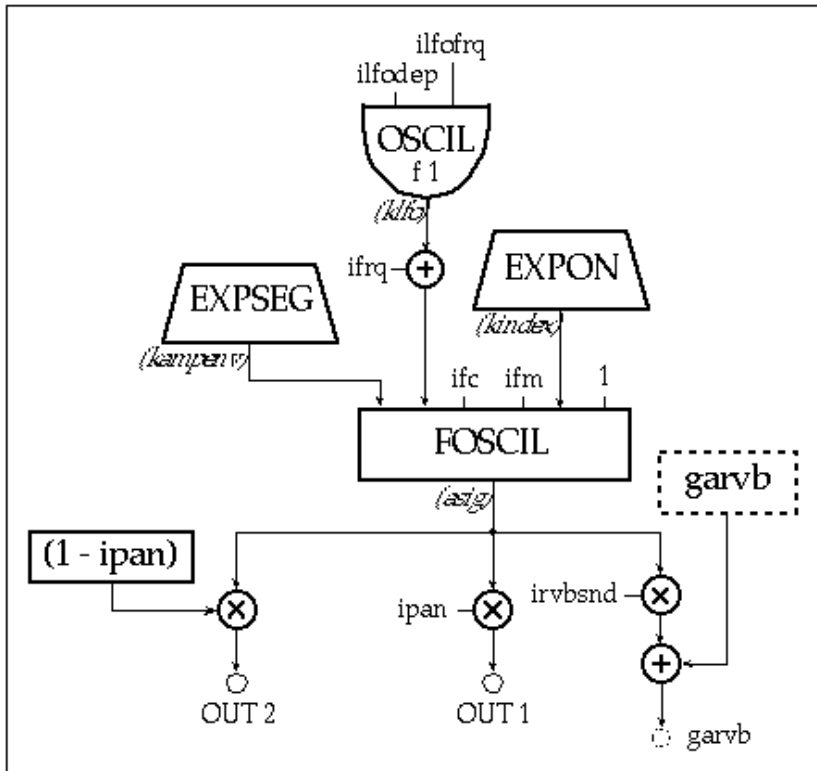 ilfofrq
ilfodep
OSCIL
f 1
(klfo)
ifrq
+
EXPON
EXPSEG
(kindex)
(kampenv)
ifc ifm 1
FOSCIL
garvb
(asig)
(1 - ipan)
irvbsnd
×
ipan
×
×
+
OUT 2
OUT 1
garvb